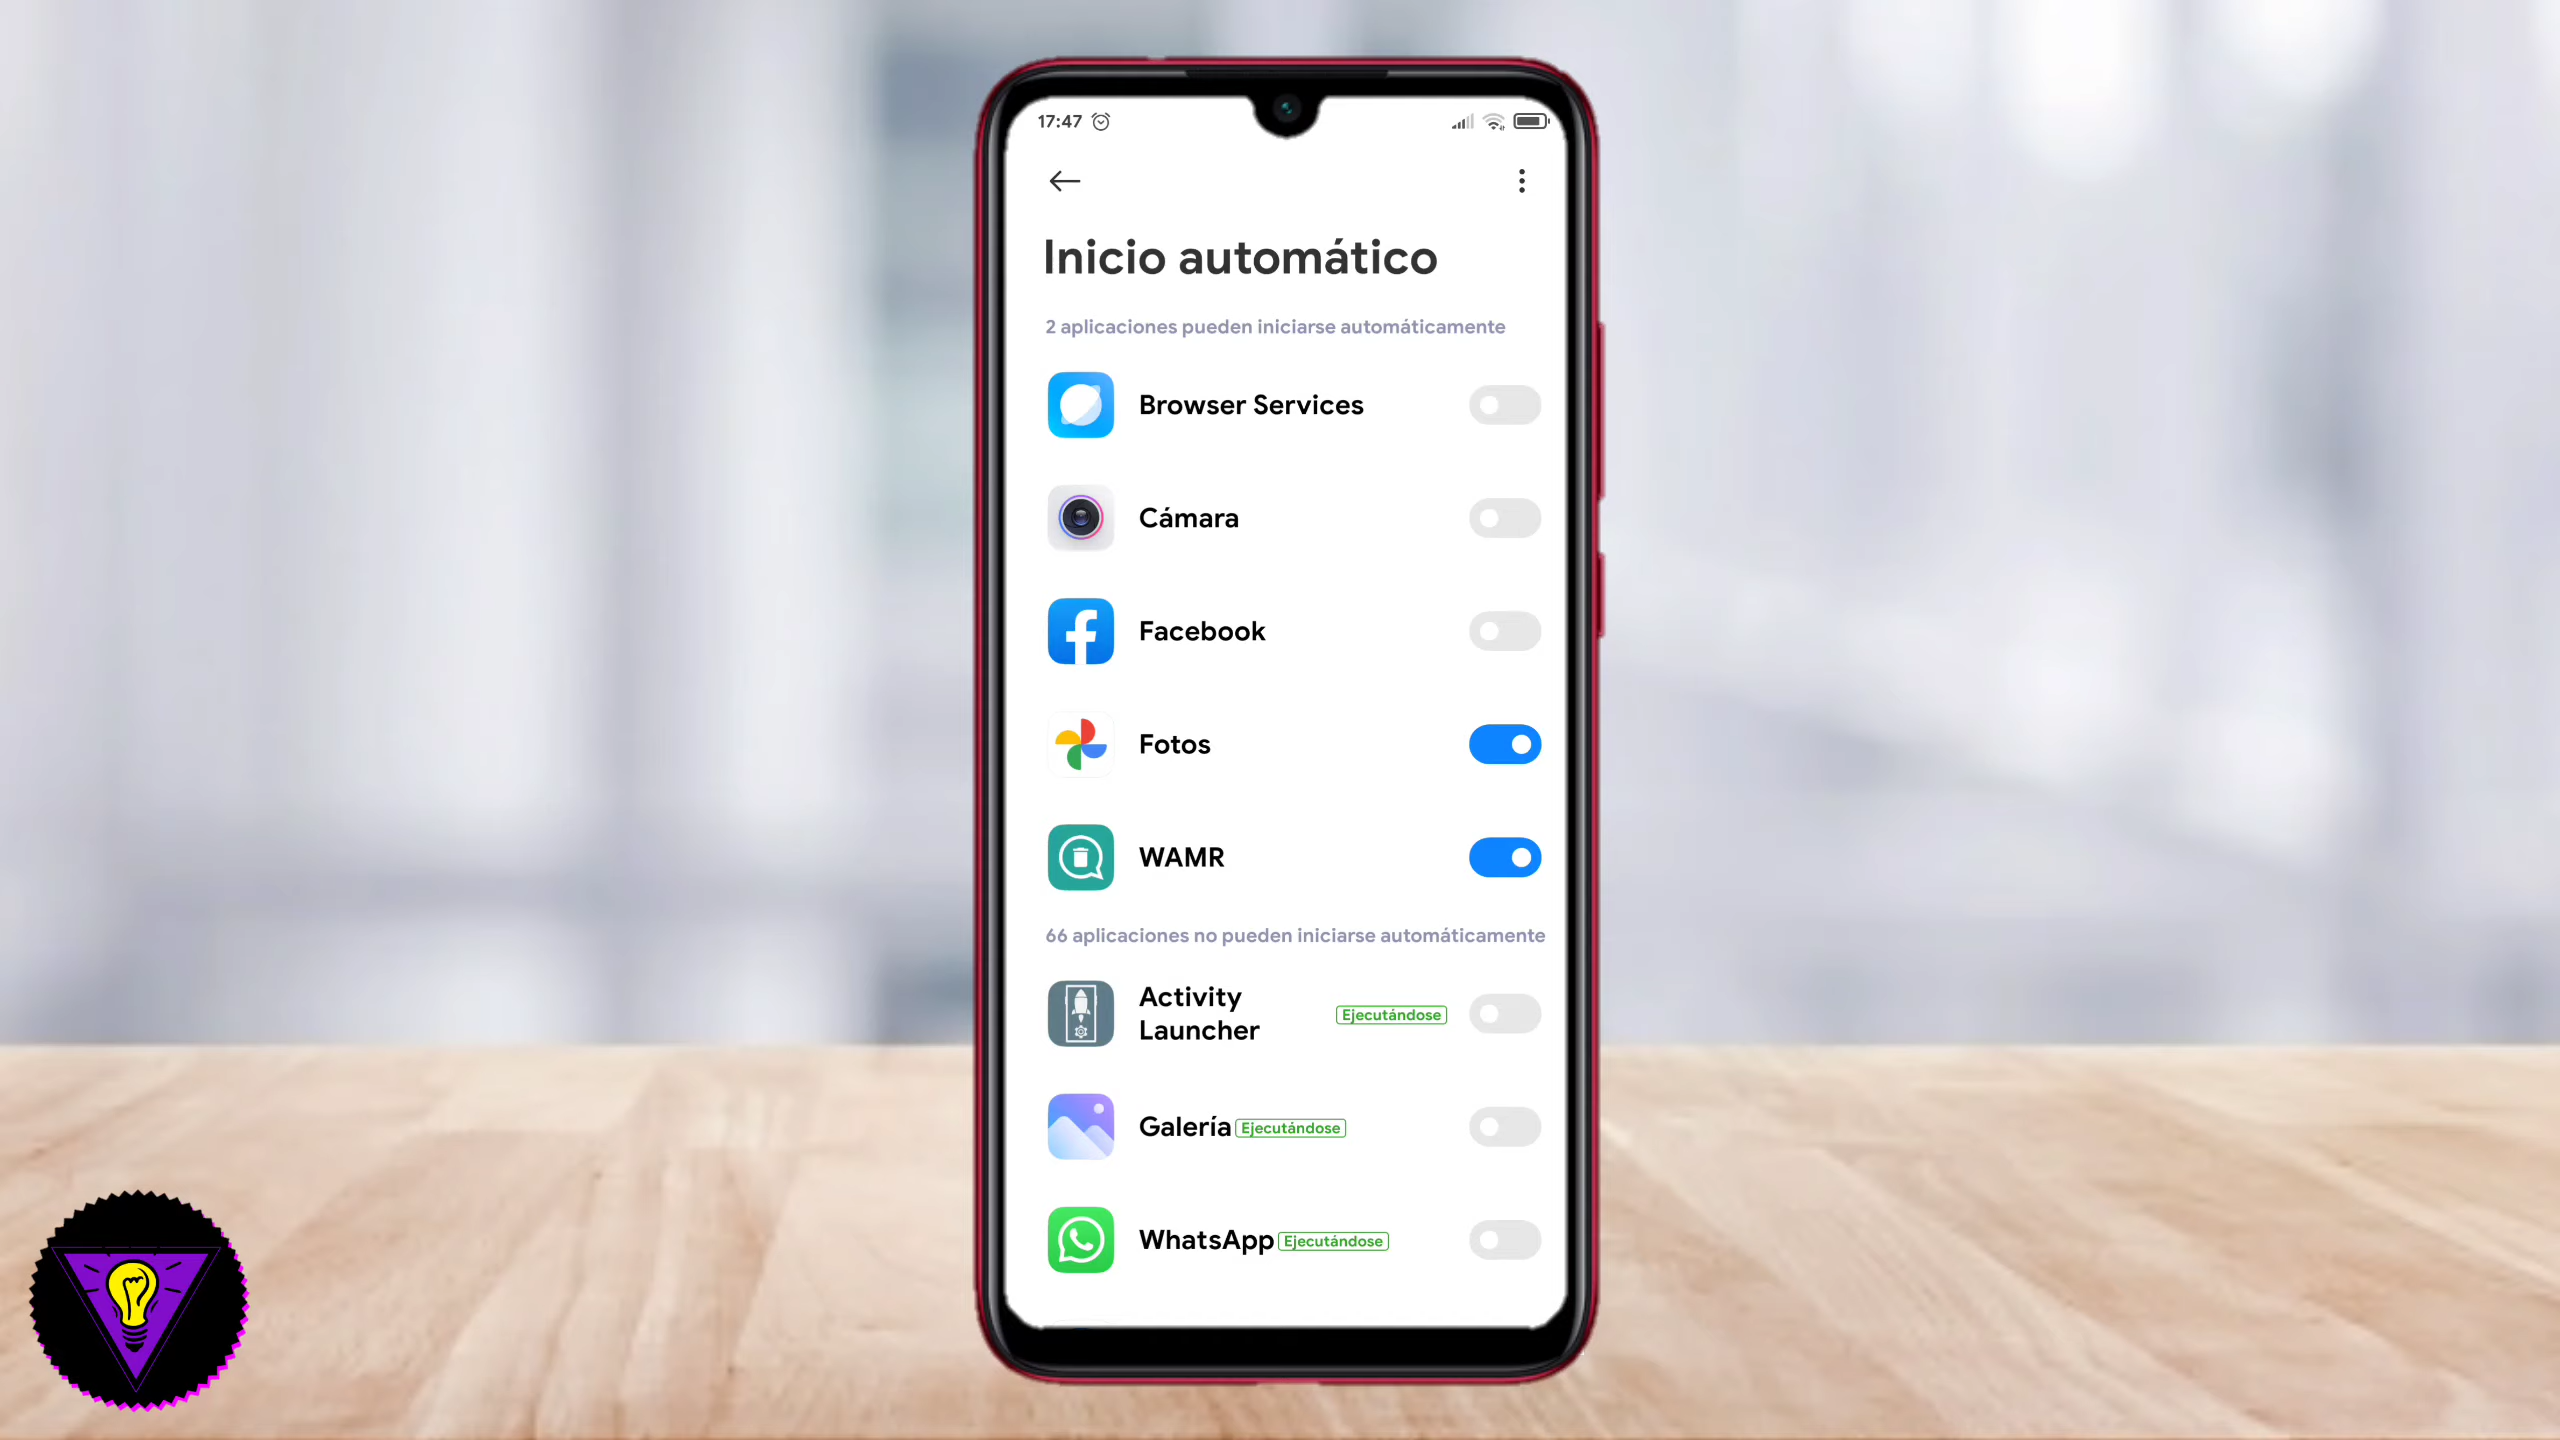 17:47
Inicio automático
2 aplicaciones pueden iniciarse automáticamente
Browser Services
Cámara
Facebook
Fotos
WAMR
66 aplicaciones no pueden iniciarse automáticamente
Activity
Launcher
Ejecutándose
Galería Ejecutándose
WhatsApp Ejecutándose